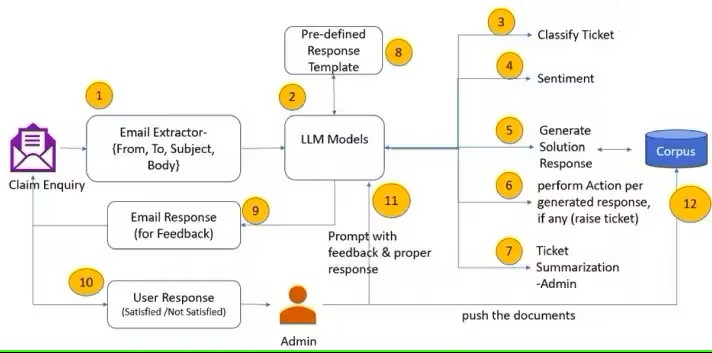 Pre-defined
Response
Template
8
3
Classify Ticket
1
2
4
Sentiment
Email Extractor-
{From, To, Subject,
Body}
LLM Models
5
Generate
Solution
Response
Corpus
Claim Enquiry
6
perform Action per
generated response,
if any (raise ticket)
11
12
Email Response
(for Feedback)
9
Prompt with
feedback & proper
response
7
Ticket
Summarization
-Admin
10
User Response
(Satisfied /Not Satisfied)
Admin
push the documents